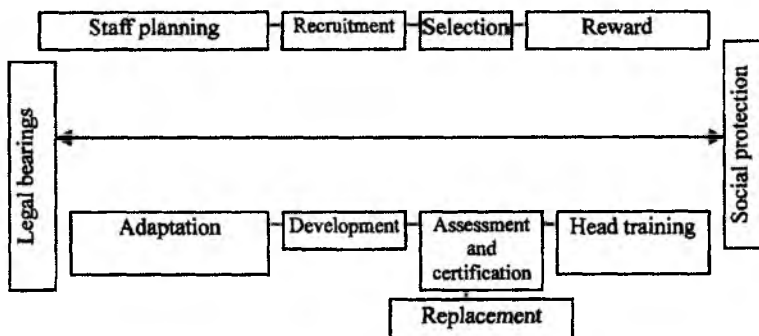 Staff planning
Recruitment
Selection
Reward
Legal bearings
Social protection
Adaptation
Development
Assessment
and
certification
Head training
Replacement